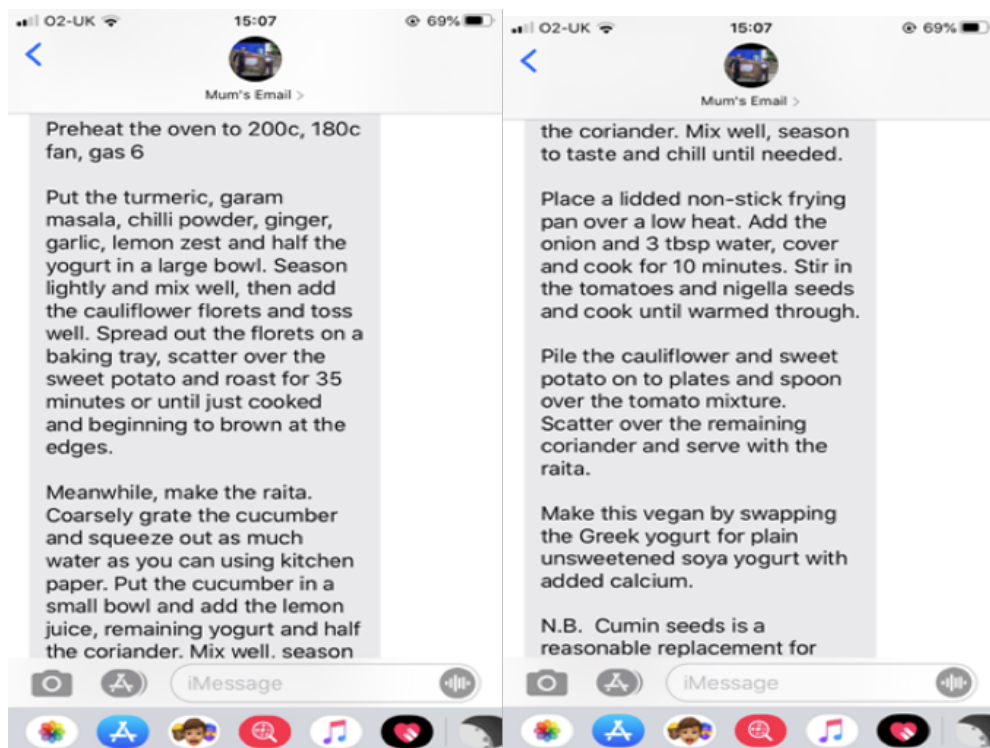 O2-UK
15:07
69%
Mum's Email >
Preheat the oven to 200c, 180c
fan, gas 6
Put the turmeric, garam
masala, chilli powder, ginger,
garlic, lemon zest and half the
yogurt in a large bowl. Season
lightly and mix well, then add
the cauliflower florets and toss
well. Spread out the florets on a
baking tray, scatter over the
sweet potato and roast for 35
minutes or until just cooked
and beginning to brown at the
edges.
Meanwhile, make the raita.
Coarsely grate the cucumber
and squeeze out as much
water as you can using kitchen
paper. Put the cucumber in a
small bowl and add the lemon
juice, remaining yogurt and half
the coriander. Mix well, season
iMessage
O2-UK
15:07
69%
Mum's Email >
the coriander. Mix well, season
to taste and chill until needed.
Place a lidded non-stick frying
pan over a low heat. Add the
onion and 3 tbsp water, cover
and cook for 10 minutes. Stir in
the tomatoes and nigella seeds
and cook until warmed through.
Pile the cauliflower and sweet
potato on to plates and spoon
over the tomato mixture.
Scatter over the remaining
coriander and serve with the
raita.
Make this vegan by swapping
the Greek yogurt for plain
unsweetened soya yogurt with
added calcium.
N.B. Cumin seeds is a
reasonable replacement for
iMessage